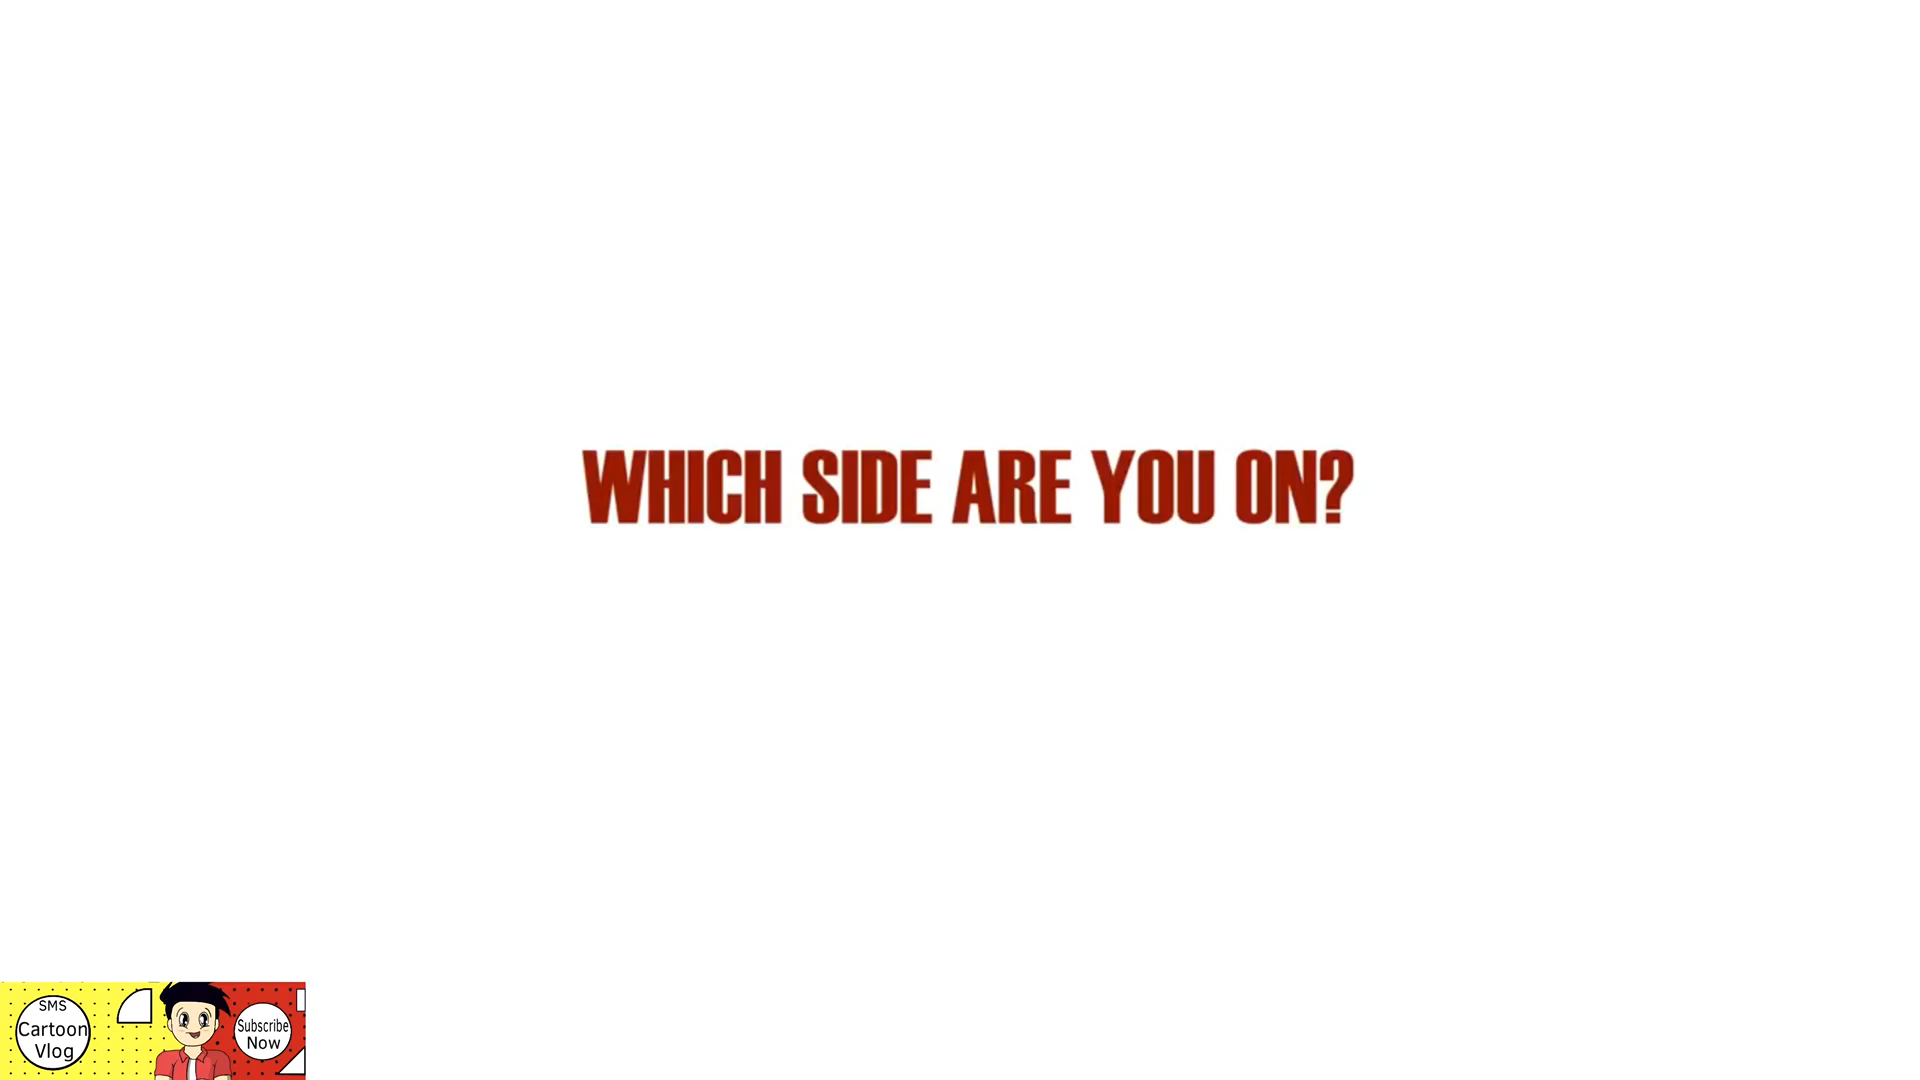 WHICH SIDE ARE YOU ON?
SMS
Cartoon
Vlog
Subscribe
Now